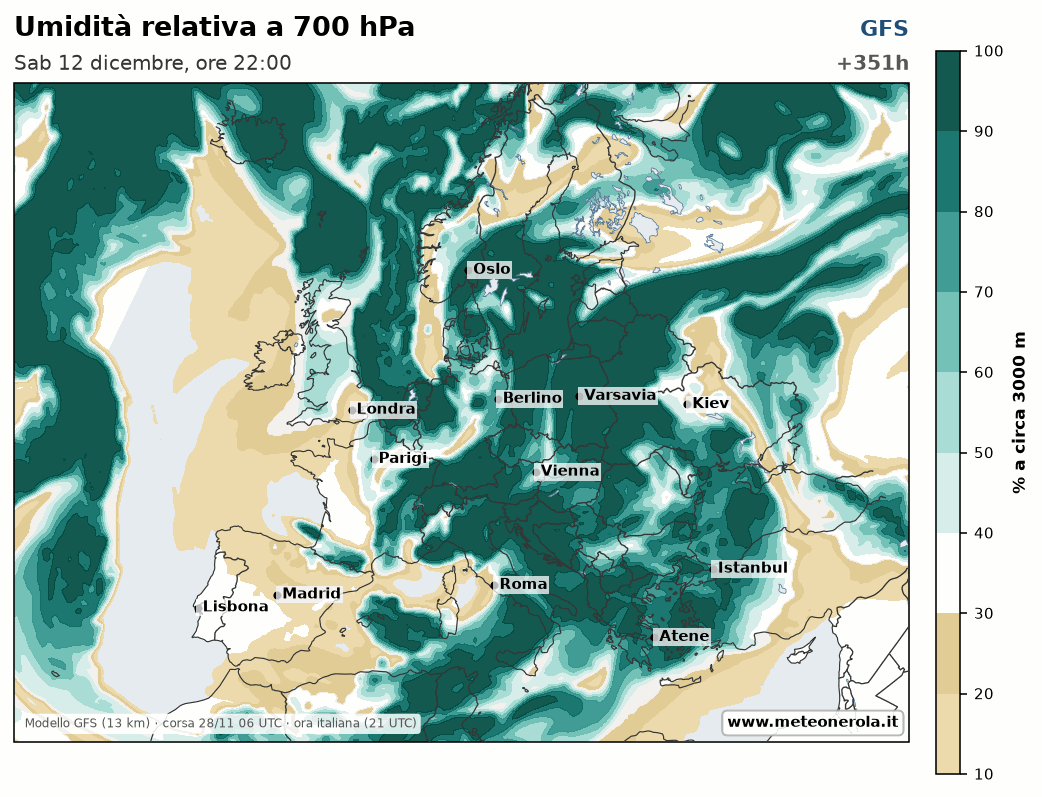 Umidità relativa a 700 hPa
GFS
Sab 12 dicembre, ore 22:00
+351h
100
90
80
70
60
50
40
30
20
10
% a circa 3000 m
Oslo
Berlino
Varsavia
Kiev
Londra
Parigi
Vienna
Istanbul
Roma
Madrid
Lisbona
Atene
Modello GFS (13 km) · corsa 28/11 06 UTC · ora italiana (21 UTC)
www.meteonerola.it